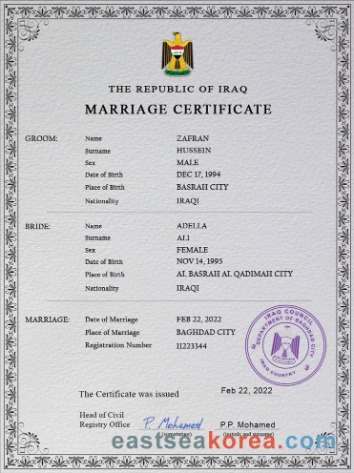 THE REPUBLIC OF IRAQ
MARRIAGE CERTIFICATE
GROOM: Name ZAFRAN
Surname HUSSEIN
Sex MALE
Date of Birth DEC 17, 1994
Place of Birth BASRAH CITY
Nationality IRAQI
BRIDE: Name ADELLA
Surname ALI
Sex FEMALE
Date of Birth NOV 14, 1995
Place of Birth AL BASRAH AL QADIMAH CITY
Nationality IRAQI
MARRIAGE: Date of Marriage FEB 22, 2022
Place of Marriage BAGHDAD CITY
Registration Number 11223344
IRAQ COUNCIL
DEPARTMENT OF BAGHDAD CITY
IRAQ COUNTRY
The Certificate was issued Feb 22, 2022
Head of Civil
Registry Office P. Mohamed P.P. Mohamed
(signature) (initials and surname)
eastseakorea.com